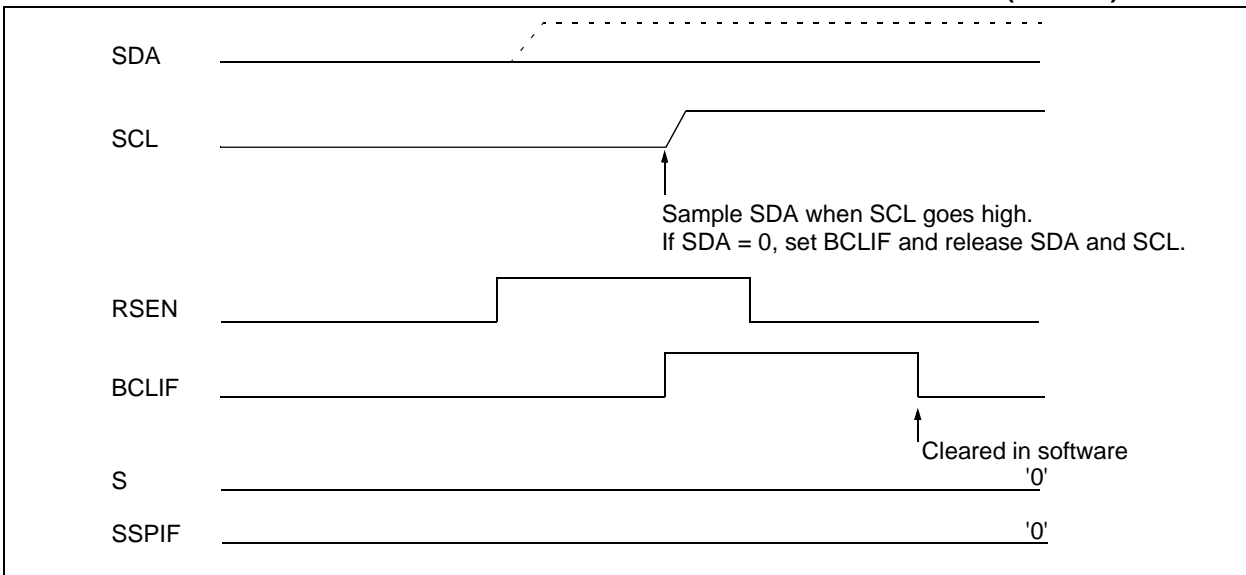 SDA
SCL
Sample SDA when SCL goes high.
If SDA = 0, set BCLIF and release SDA and SCL.
RSEN
BCLIF
Cleared in software
S
'0'
SSPIF
'0'